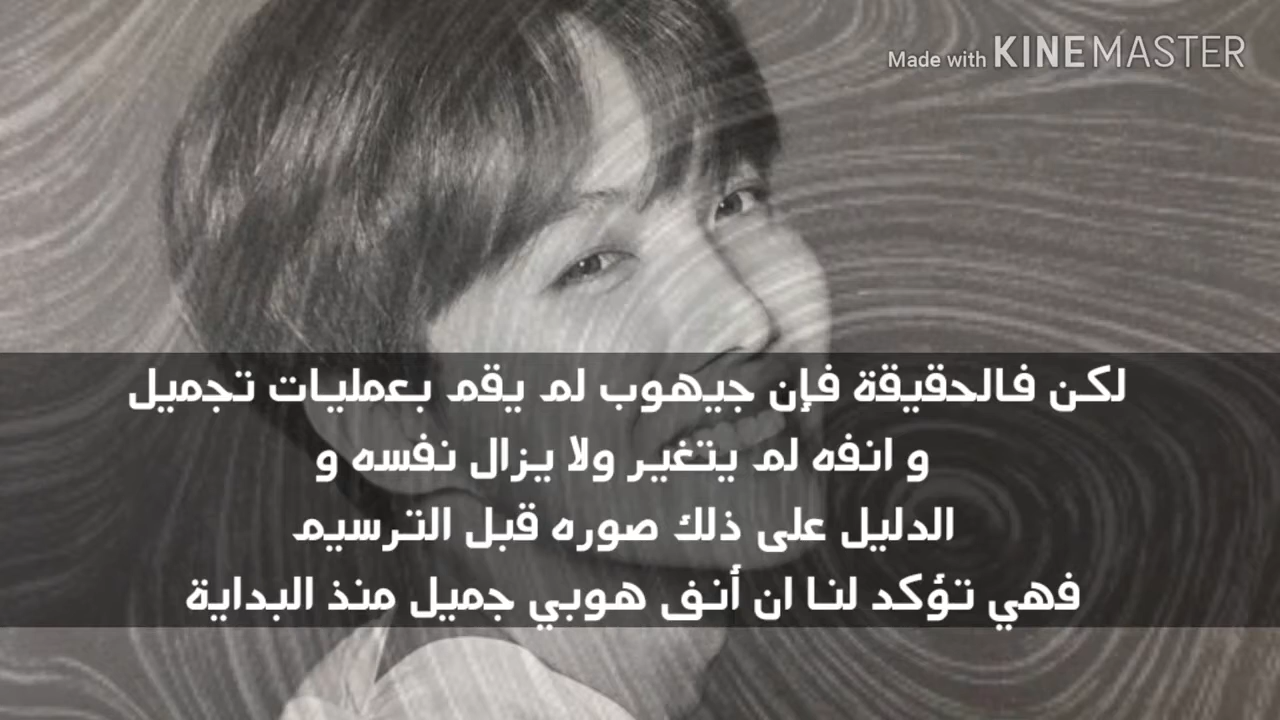 Made with KINEMASTER
لكن فالحقيقة فإن جيهوب لم يقم بعمليات تجميل
و انفه لم يتغير ولا يزال نفسه و
الدليل على ذلك صوره قبل الترسيم
فهي تؤكد لنا ان أنف هوبي جميل منذ البداية